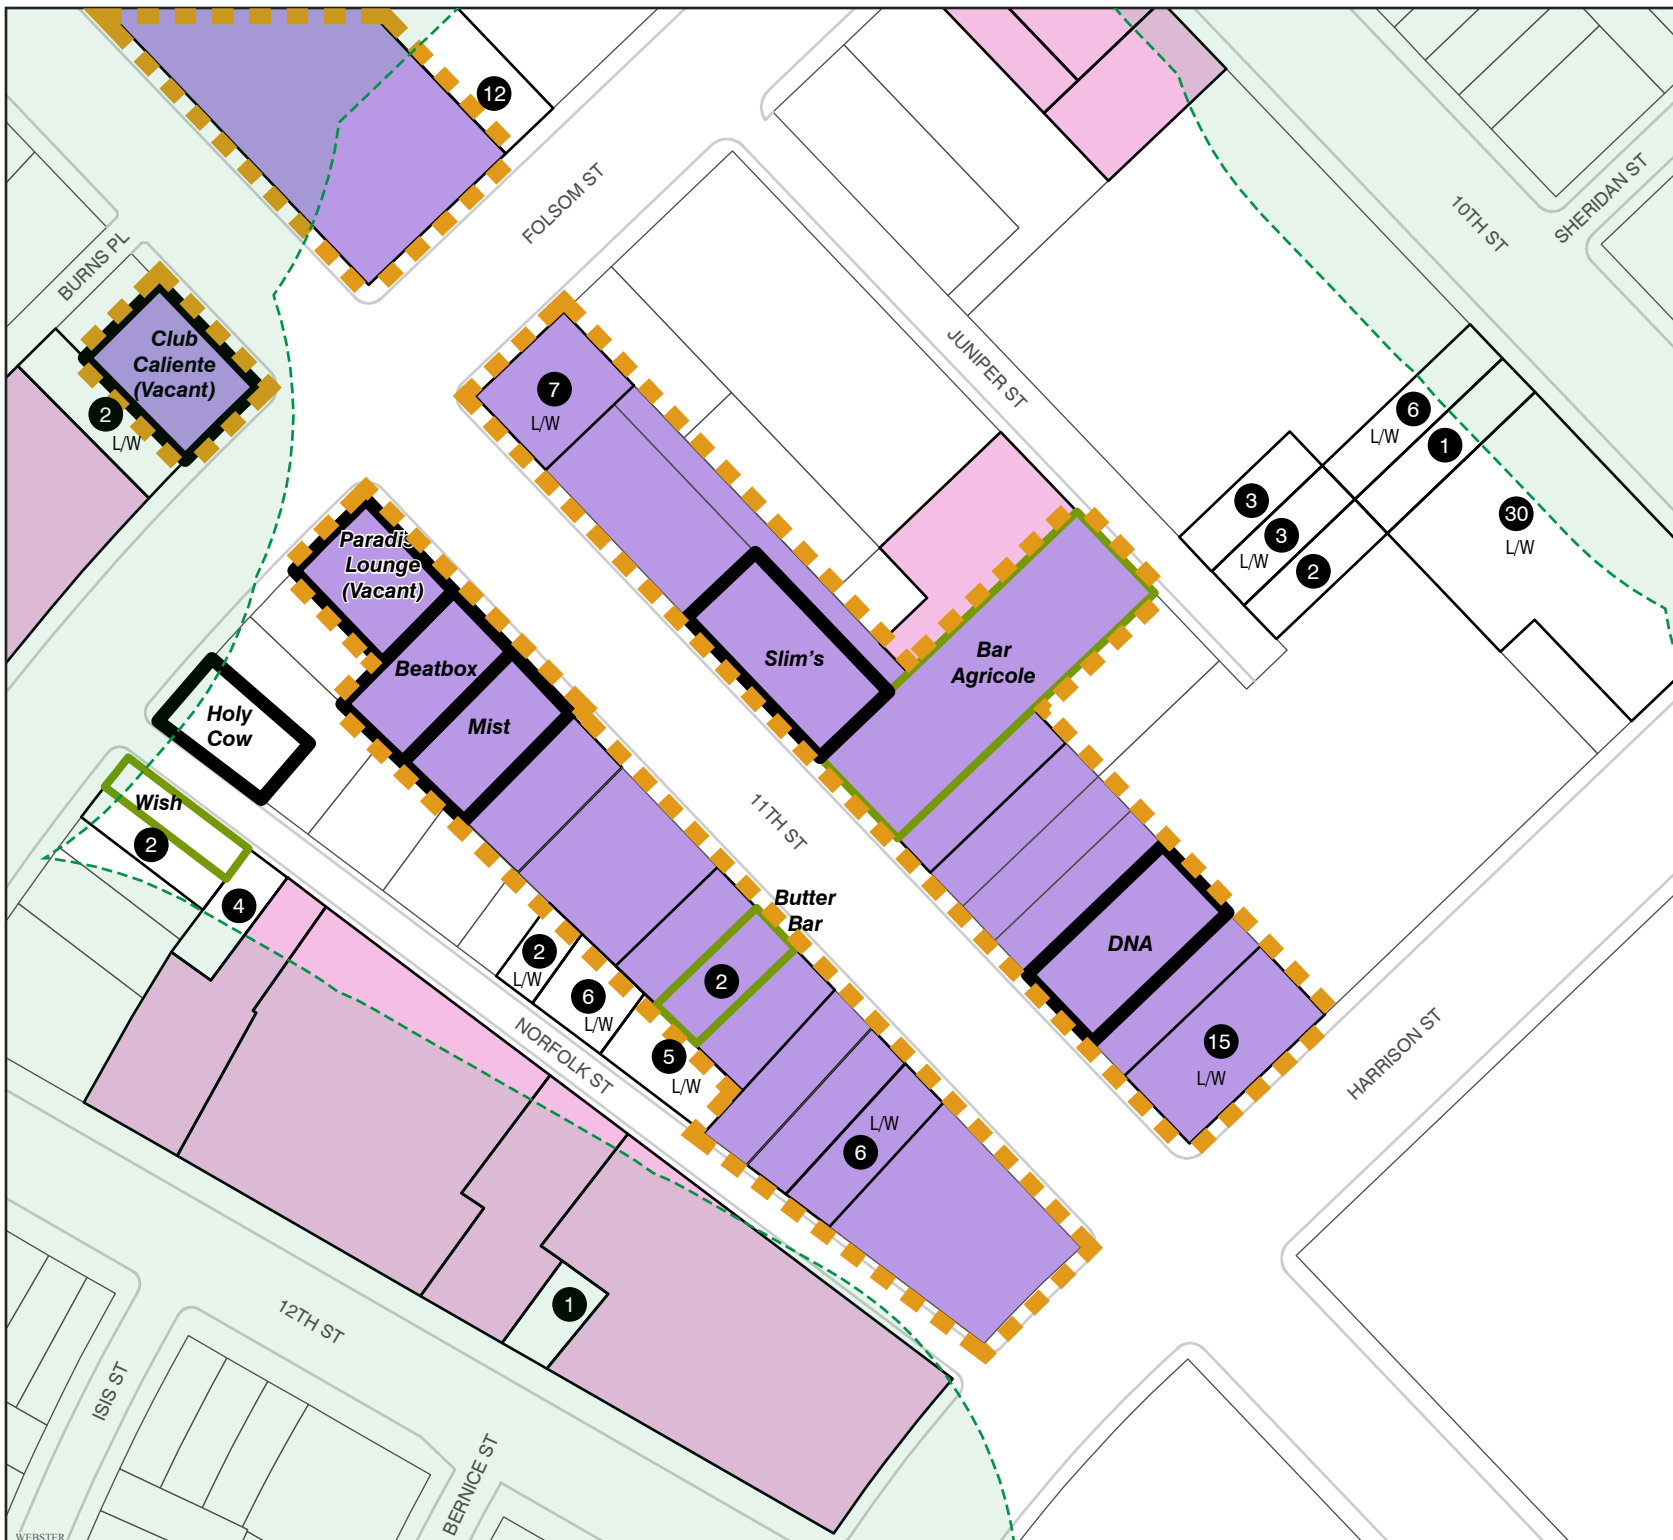 12
FOLSOM ST
10TH ST
SHERIDAN ST
BURNS PL
Club
Caliente
(Vacant)
2
L/W
7
L/W
JUNIPER ST
6
L/W
1
3
3
L/W
2
30
L/W
Paradis
Lounge
(Vacant)
Beatbox
Mist
Slim's
Bar
Agricole
Holy
Cow
Wish
2
4
11TH ST
Butter
Bar
2
2
L/W
6
L/W
5
L/W
NORFOLK ST
DNA
15
L/W
HARRISON ST
L/W
6
1
12TH ST
ISIS ST
BERNICE ST
WEBSTER